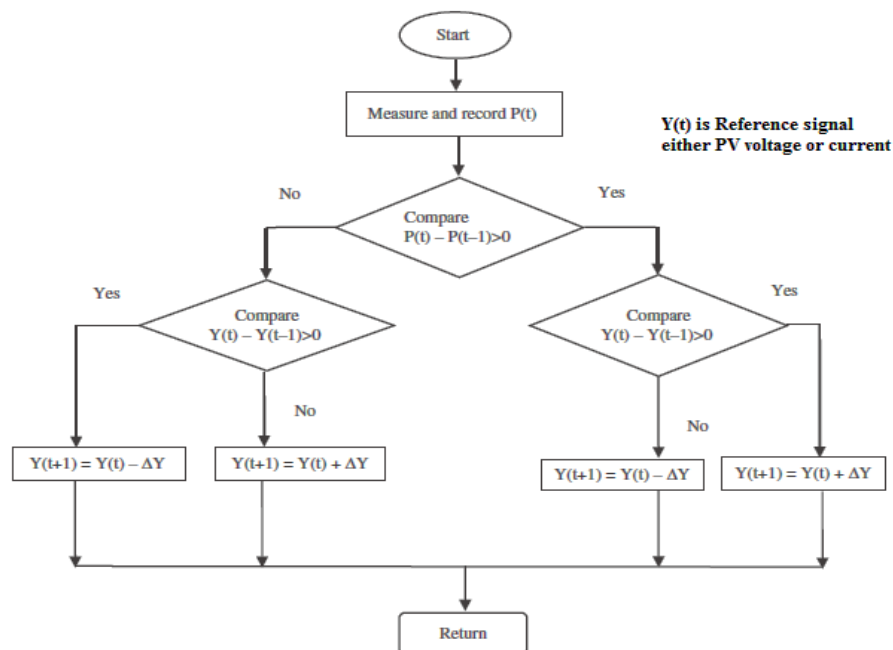 Start
Measure and record P(t)
Y(t) is Reference signal
either PV voltage or current
No
Yes
Compare
P(t) – P(t–1)>0
Yes
Compare
Y(t) – Y(t–1)>0
Compare
Y(t) – Y(t–1)>0
Yes
No
No
Y(t+1) = Y(t) – ΔY
Y(t+1) = Y(t) + ΔY
Y(t+1) = Y(t) – ΔY
Y(t+1) = Y(t) + ΔY
Return